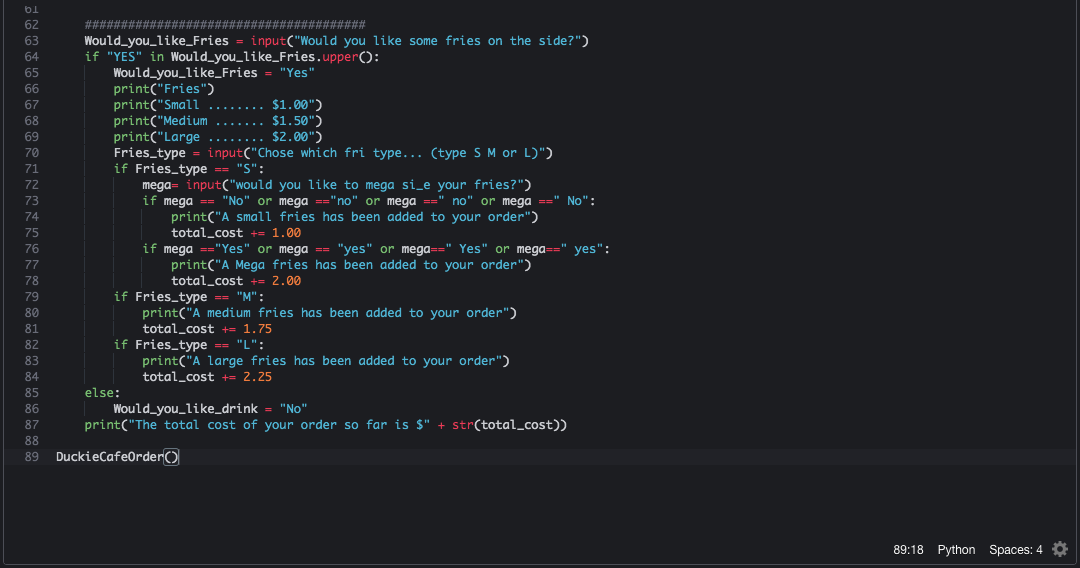 61
62 #######################################
63 Would_you_like_Fries = input("Would you like some fries on the side?")
64 if "YES" in Would_you_like_Fries.upper():
65 Would_you_like_Fries = "Yes"
66 print("Fries")
67 print("Small ........ $1.00")
68 print("Medium ....... $1.50")
69 print("Large ........ $2.00")
70 Fries_type = input("Chose which fri type... (type S M or L)")
71 if Fries_type == "S":
72 mega= input("would you like to mega si_e your fries?")
73 if mega == "No" or mega =="no" or mega ==" no" or mega ==" No":
74 print("A small fries has been added to your order")
75 total_cost += 1.00
76 if mega =="Yes" or mega == "yes" or mega==" Yes" or mega==" yes":
77 print("A Mega fries has been added to your order")
78 total_cost += 2.00
79 if Fries_type == "M":
80 print("A medium fries has been added to your order")
81 total_cost += 1.75
82 if Fries_type == "L":
83 print("A large fries has been added to your order")
84 total_cost += 2.25
85 else:
86 Would_you_like_drink = "No"
87 print("The total cost of your order so far is $" + str(total_cost))
88
89 DuckieCafeOrder()
89:18 Python Spaces: 4